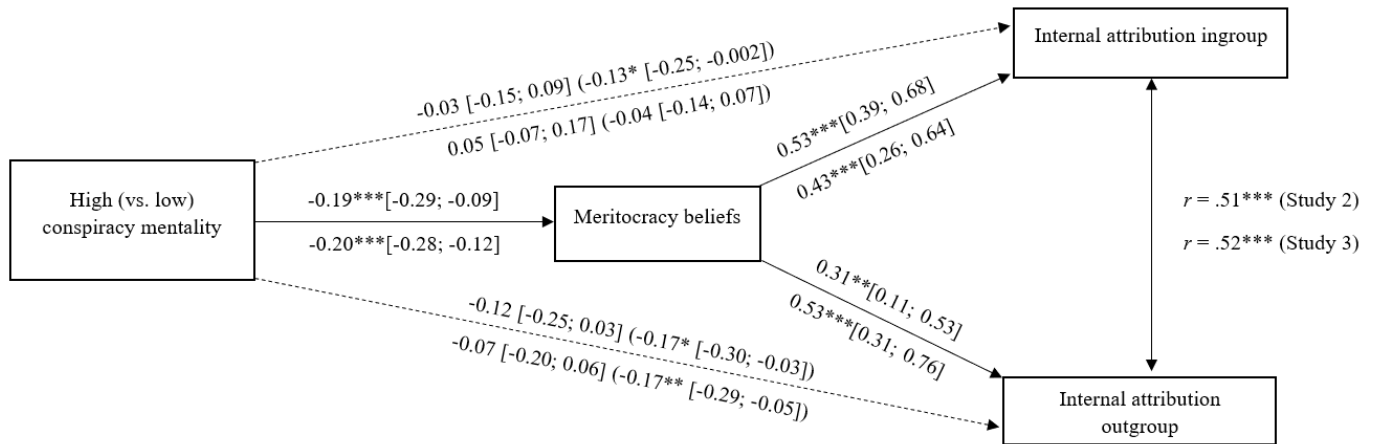 Internal attribution ingroup
-0.03 [-0.15; 0.09] (-0.13* [-0.25; -0.002])
0.05 [-0.07; 0.17] (-0.04 [-0.14; 0.07])
0.53***[0.39; 0.68]
0.43***[0.26; 0.64]
High (vs. low)
conspiracy mentality
-0.19***[-0.29; -0.09]
-0.20***[-0.28; -0.12]
Meritocracy beliefs
r = .51*** (Study 2)
r = .52*** (Study 3)
0.31**[0.11; 0.53]
0.53***[0.31; 0.76]
-0.12 [-0.25; 0.03] (-0.17* [-0.30; -0.03])
-0.07 [-0.20; 0.06] (-0.17** [-0.29; -0.05])
Internal attribution
outgroup